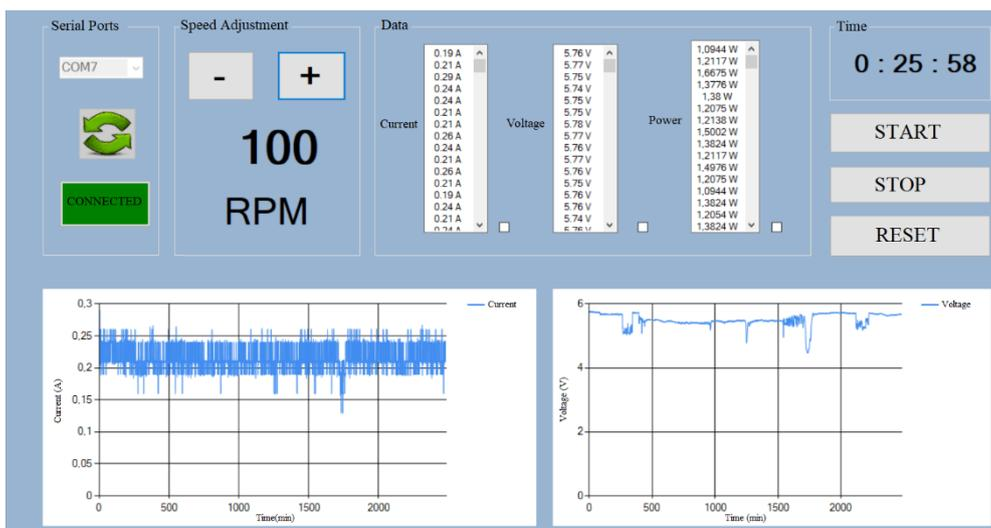 Serial Ports
COM7
CONNECTED
Speed Adjustment
-
+
100
RPM
Data
Current
0.19 A
0.21 A
0.29 A
0.24 A
0.24 A
0.21 A
0.21 A
0.26 A
0.24 A
0.21 A
0.26 A
0.21 A
0.19 A
0.24 A
0.21 A
0.24 A
Voltage
5.76 V
5.77 V
5.75 V
5.74 V
5.75 V
5.75 V
5.78 V
5.77 V
5.76 V
5.77 V
5.76 V
5.75 V
5.76 V
5.76 V
5.74 V
5.76 V
Power
1,0944 W
1,2117 W
1,6675 W
1,3776 W
1,38 W
1,2075 W
1,2138 W
1,5002 W
1,3824 W
1,2117 W
1,4976 W
1,2075 W
1,0944 W
1,3824 W
1,2054 W
1,3824 W
Time
0 : 25 : 58
START
STOP
RESET
0,3
0,25
0,2
0,15
0,1
0,05
0
Current (A)
0 500 1000 1500 2000
Time(min)
Current
6
4
2
0
Voltage (V)
0 500 1000 1500 2000
Time (min)
Voltage